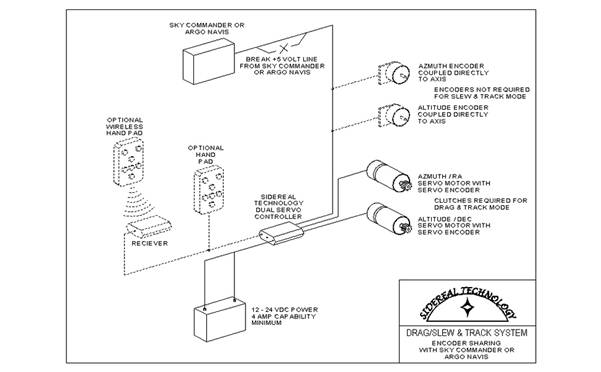 SKY COMMANDER OR
ARGO NAVIS
BREAK +5 VOLT LINE
FROM SKY COMMANDER
OR ARGO NAVIS
AZMUTH ENCODER
COUPLED DIRECTLY
TO AXIS
ENCODERS NOT REQUIRED
FOR SLEW & TRACK MODE
ALTITUDE ENCODER
COUPLED DIRECTLY
TO AXIS
OPTIONAL
WIRELESS
HAND PAD
OPTIONAL
HAND
PAD
SIDEREAL
TECHNOLOGY
DUAL SERVO
CONTROLLER
AZIMUTH /RA
SERVO MOTOR WITH
SERVO ENCODER
CLUTCHES REQUIRED FOR
DRAG & TRACK MODE
ALTITUDE /DEC
SERVO MOTOR WITH
SERVO ENCODER
RECIEVER
12 - 24 VDC POWER
4 AMP CAPABILITY
MINIMUM
SIDEREAL TECHNOLOGY
DRAG/SLEW & TRACK SYSTEM
ENCODER SHARING
WITH SKY COMMANDER OR
ARGO NAVIS